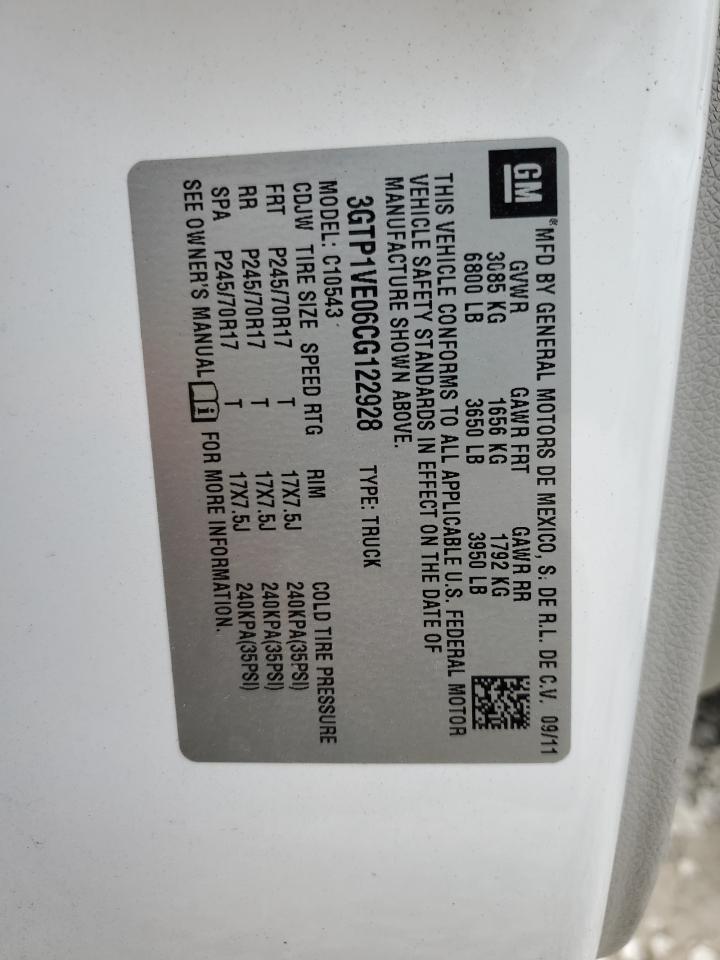 GM® MFD BY GENERAL MOTORS DE MEXICO, S. DE R.L. DE C.V. 09/11
GVWR GAWR FRT GAWR RR
3085 KG 1656 KG 1792 KG
6800 LB 3650 LB 3950 LB
THIS VEHICLE CONFORMS TO ALL APPLICABLE U.S. FEDERAL MOTOR
VEHICLE SAFETY STANDARDS IN EFFECT ON THE DATE OF
MANUFACTURE SHOWN ABOVE.
3GTP1VE06CG122928 TYPE: TRUCK
MODEL: C10543
CDJW TIRE SIZE SPEED RTG RIM COLD TIRE PRESSURE
FRT P245/70R17 T 17X7.5J 240KPA(35PSI)
RR P245/70R17 T 17X7.5J 240KPA(35PSI)
SPA P245/70R17 T 17X7.5J 240KPA(35PSI)
SEE OWNER'S MANUAL i FOR MORE INFORMATION.